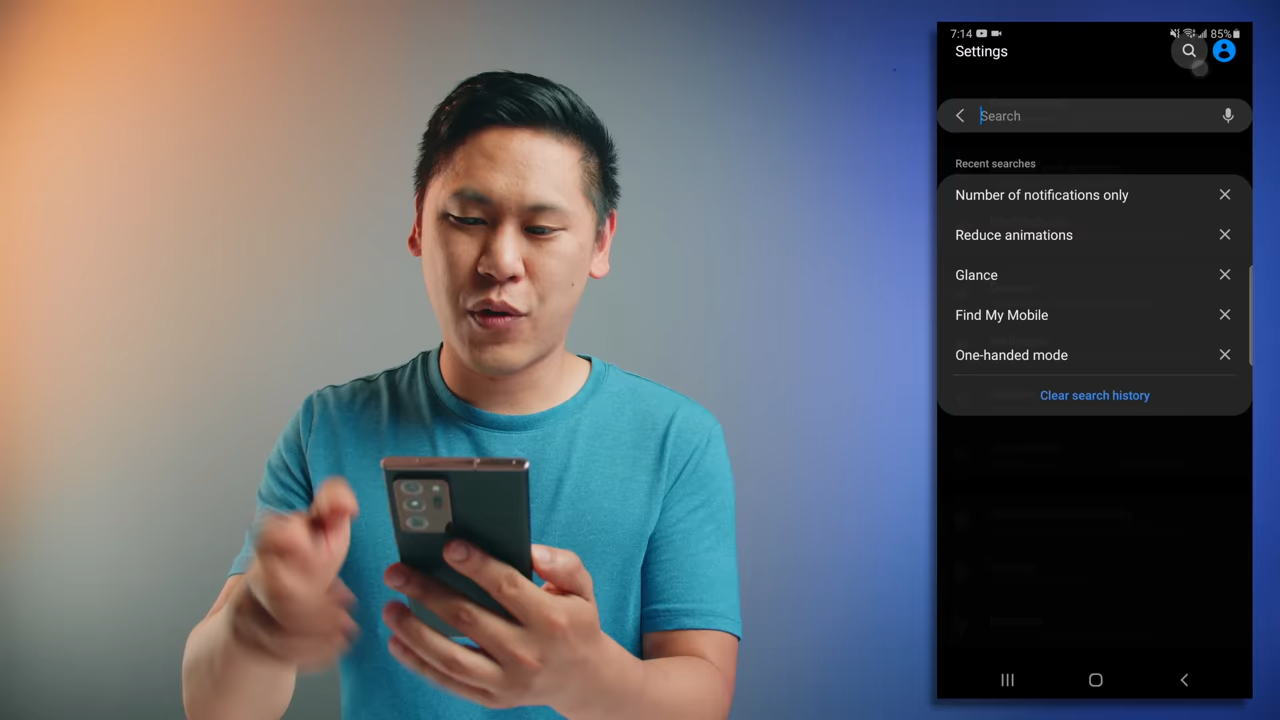 7:14 85%
Settings
Search
Recent searches
Number of notifications only
Reduce animations
Glance
Find My Mobile
One-handed mode
Clear search history